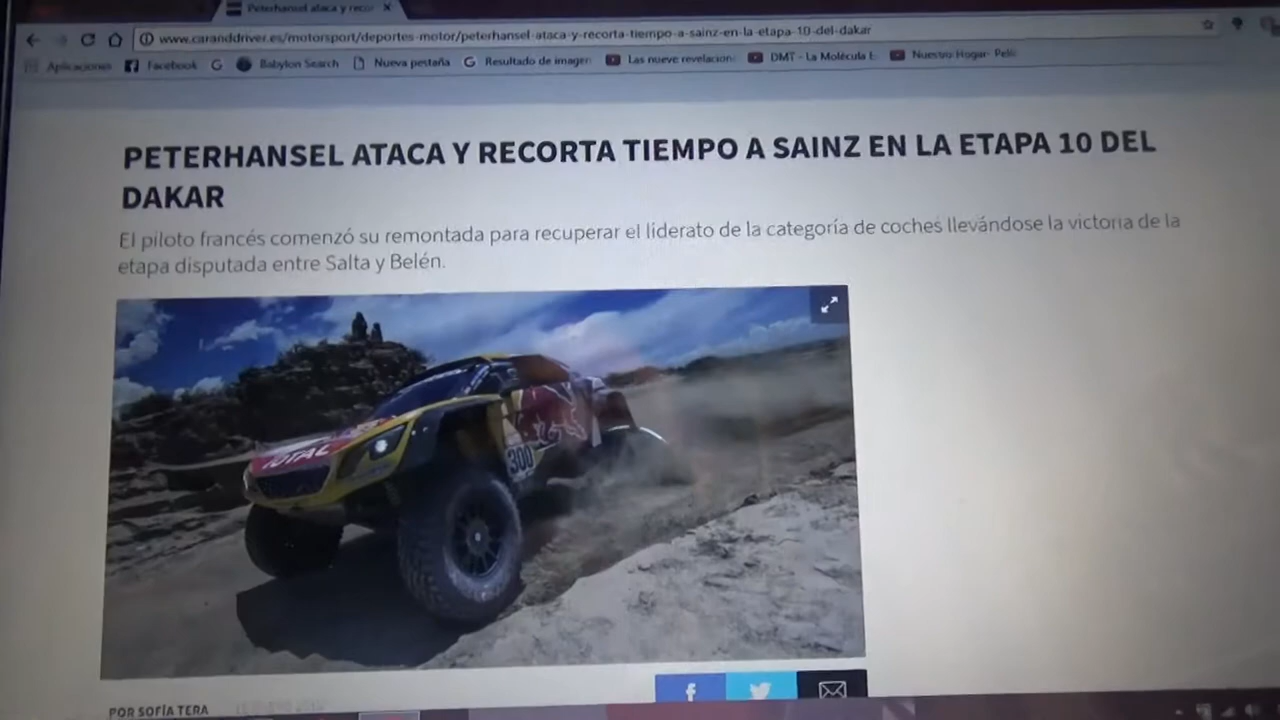 Peterhansel ataca y recor
www.caranddriver.es/motorsport/deportes-motor/peterhansel-ataca-y-recorta-tiempo-a-sainz-en-la-etapa-10-del-dakar
Aplicaciones Facebook Babylon Search Nueva pestaña Resultado de imagen Las nueve revelacion DMT - La Molécula E Nuestro Hogar- Pelí
PETERHANSEL ATACA Y RECORTA TIEMPO A SAINZ EN LA ETAPA 10 DEL
DAKAR
El piloto francés comenzó su remontada para recuperar el liderato de la categoría de coches llevándose la victoria de la
etapa disputada entre Salta y Belén.
TOTAL
300
POR SOFÍA TERA